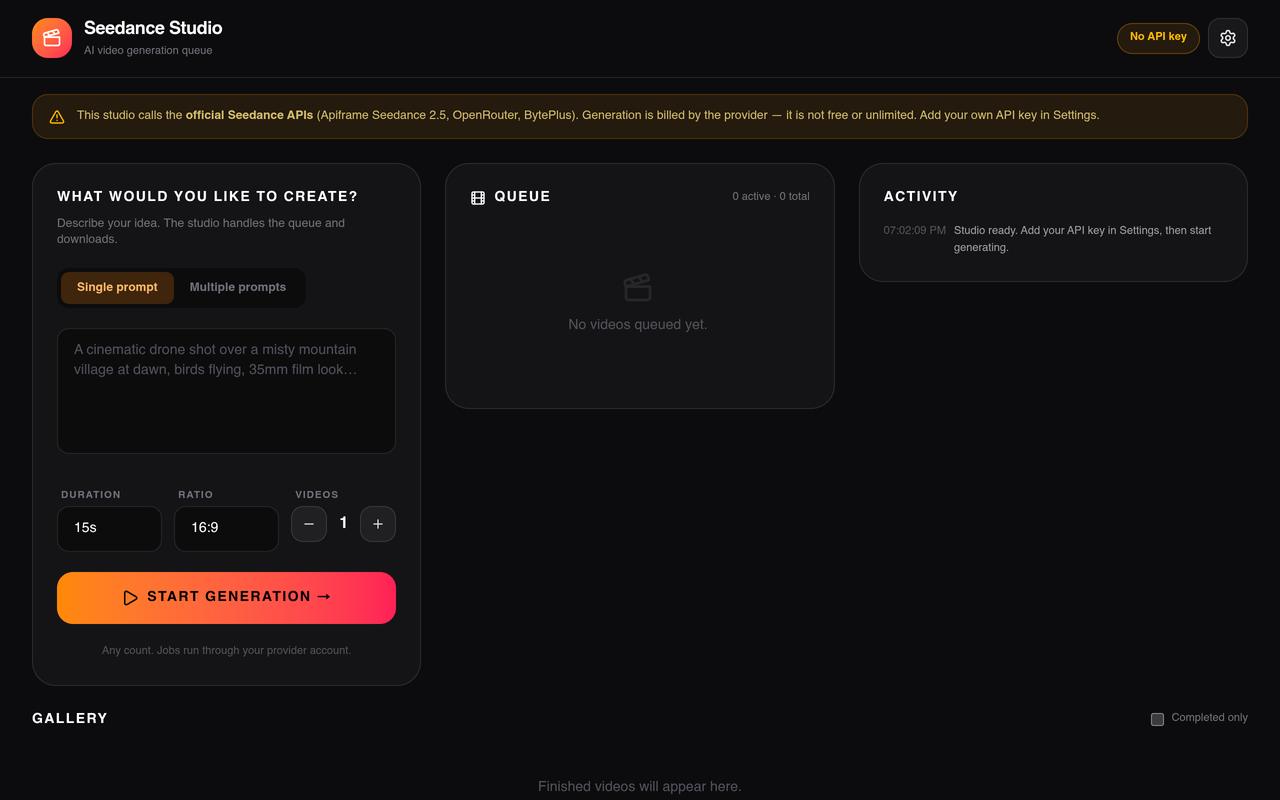 Seedance Studio
AI video generation queue
No API key
This studio calls the official Seedance APIs (Apiframe Seedance 2.5, OpenRouter, BytePlus). Generation is billed by the provider — it is not free or unlimited. Add your own API key in Settings.
WHAT WOULD YOU LIKE TO CREATE?
Describe your idea. The studio handles the queue and
downloads.
Single prompt
Multiple prompts
A cinematic drone shot over a misty mountain
village at dawn, birds flying, 35mm film look…
DURATION
RATIO
VIDEOS
15s
16:9
−
1
+
START GENERATION →
Any count. Jobs run through your provider account.
QUEUE
0 active · 0 total
No videos queued yet.
ACTIVITY
07:02:09 PM Studio ready. Add your API key in Settings, then start
generating.
GALLERY
Completed only
Finished videos will appear here.